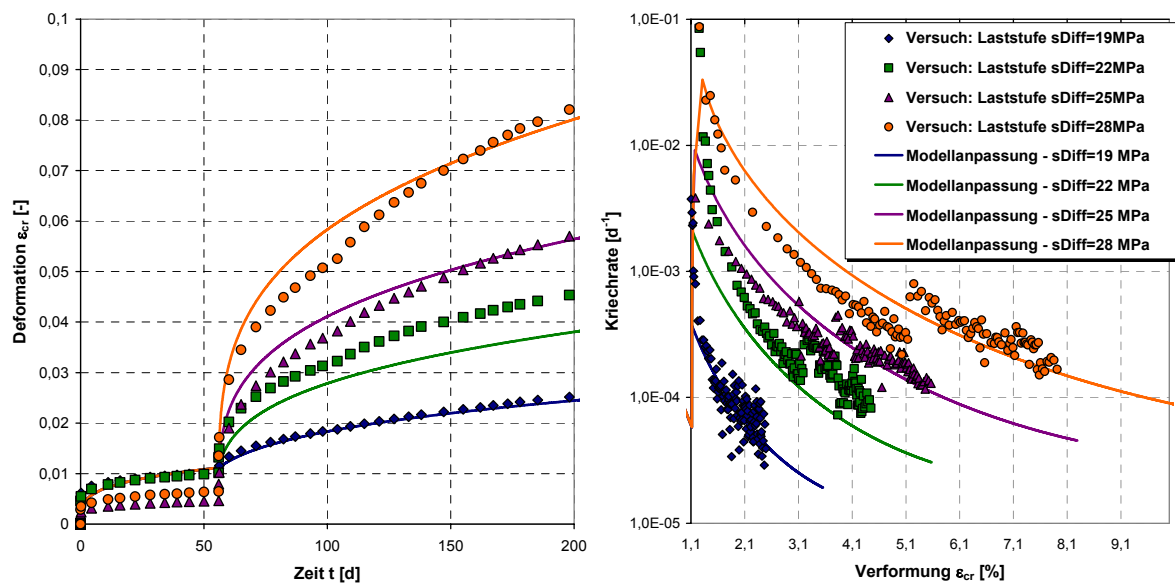 0,1
0,09
0,08
0,07
0,06
0,05
0,04
0,03
0,02
0,01
0
Deformation εcr [-]
0
50
100
150
200
Zeit t [d]
1,0E-01
1,0E-02
1,0E-03
1,0E-04
1,0E-05
Kriechrate [d-1]
1,1
2,1
3,1
4,1
5,1
6,1
7,1
8,1
9,1
Verformung εcr [%]
Versuch: Laststufe sDiff=19MPa
Versuch: Laststufe sDiff=22MPa
Versuch: Laststufe sDiff=25MPa
Versuch: Laststufe sDiff=28MPa
Modellanpassung - sDiff=19 MPa
Modellanpassung - sDiff=22 MPa
Modellanpassung - sDiff=25 MPa
Modellanpassung - sDiff=28 MPa